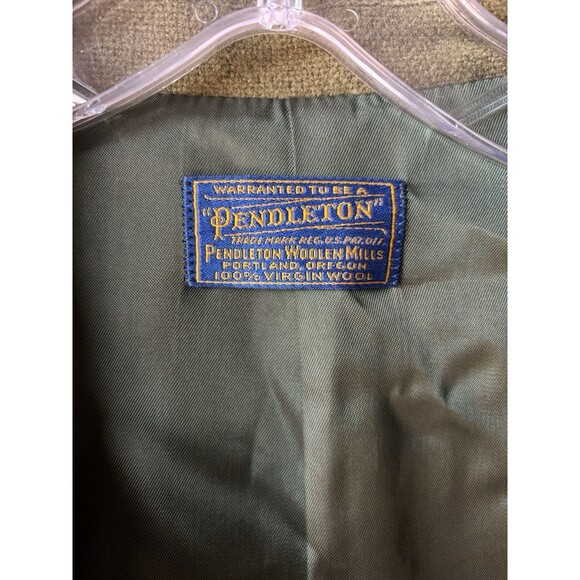 WARRANTED TO BE A
"PENDLETON"
TRADE MARK REG. U.S. PAT. OFF.
PENDLETON WOOLEN MILLS
PORTLAND, OREGON
100% VIRGIN WOOL